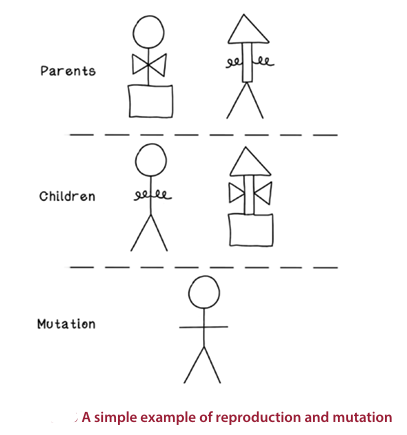 Parents
Children
Mutation
A simple example of reproduction and mutation